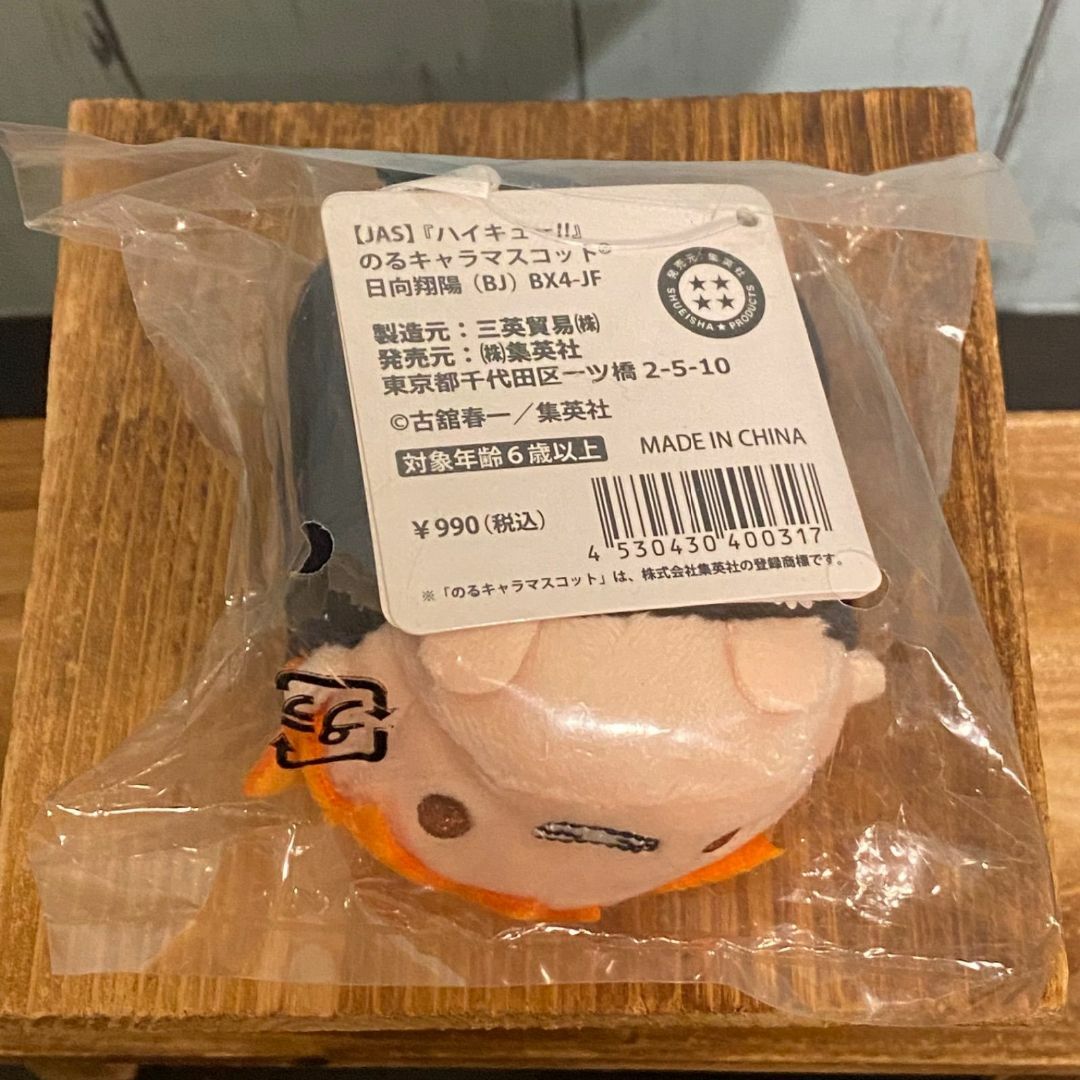 【JAS】『ハイキュー!!』
のるキャラマスコット®
日向翔陽（BJ）BX4-JF
製造元：三英貿易㈱
発売元：㈱集英社
東京都千代田区一ツ橋 2-5-10
©古舘春一／集英社
対象年齢６歳以上
MADE IN CHINA
￥990（税込）
4 530430 400317
※「のるキャラマスコット」は、株式会社集英社の登録商標です。
発売元／集英社
SHUEISHA★PRODUCTS
プラ